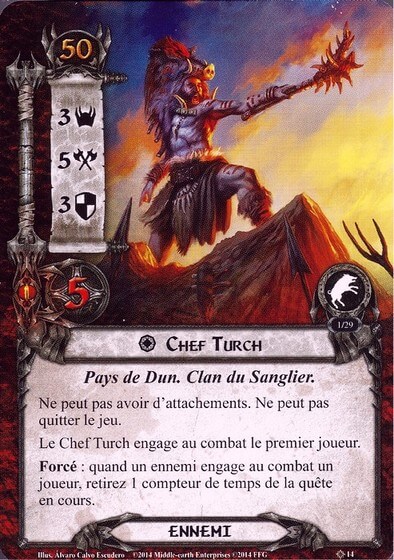 50
3
5
3
5
1/29
Chef Turch
Pays de Dun. Clan du Sanglier.
Ne peut pas avoir d'attachements. Ne peut pas
quitter le jeu.
Le Chef Turch engage au combat le premier joueur.
Forcé : quand un ennemi engage au combat un
joueur, retirez 1 compteur de temps de la quête
en cours.
ENNEMI
Illus. Álvaro Calvo Escudero ©2014 Middle-earth Enterprises ©2014 FFG 14